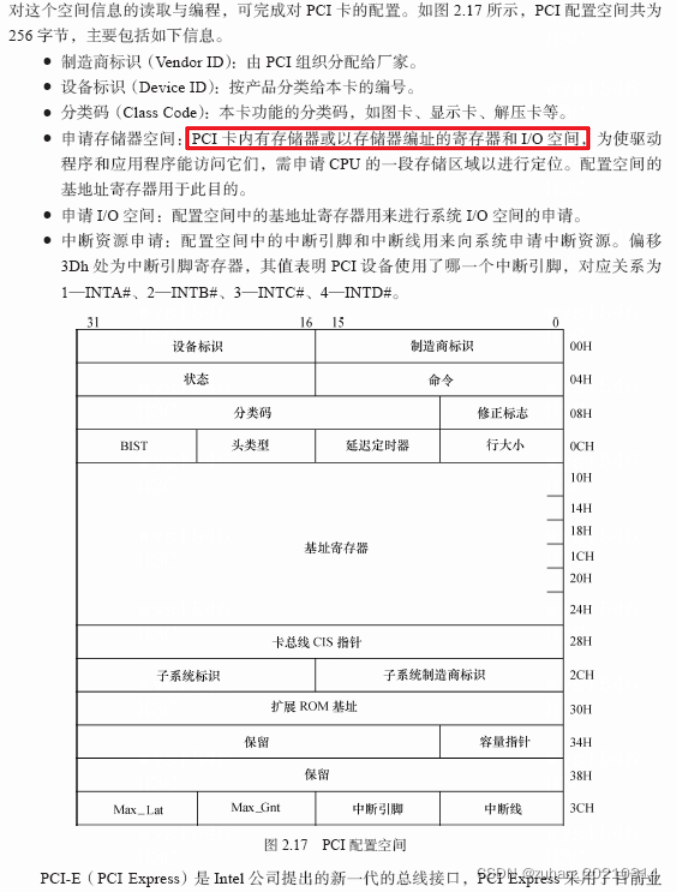 对这个空间信息的读取与编程，可完成对 PCI 卡的配置。如图 2.17 所示，PCI 配置空间共为
256 字节，主要包括如下信息。
● 制造商标识（Vendor ID）：由 PCI 组织分配给厂家。
● 设备标识（Device ID）：按产品分类给本卡的编号。
● 分类码（Class Code）：本卡功能的分类码，如图卡、显示卡、解压卡等。
● 申请存储器空间：PCI 卡内有存储器或以存储器编址的寄存器和 I/O 空间，为使驱动
程序和应用程序能访问它们，需申请 CPU 的一段存储区域以进行定位。配置空间的
基地址寄存器用于此目的。
● 申请 I/O 空间：配置空间中的基地址寄存器用来进行系统 I/O 空间的申请。
● 中断资源申请：配置空间中的中断引脚和中断线用来向系统申请中断资源。偏移
3Dh 处为中断引脚寄存器，其值表明 PCI 设备使用了哪一个中断引脚，对应关系为
1—INTA#、2—INTB#、3—INTC#、4—INTD#。
31 16 15 0
设备标识 制造商标识 00H
状态 命令 04H
分类码 修正标志 08H
BIST 头类型 延迟定时器 行大小 0CH
10H
14H
18H
基址寄存器
1CH
20H
24H
卡总线 CIS 指针 28H
子系统标识 子系统制造商标识 2CH
扩展 ROM 基址 30H
保留 容量指针 34H
保留 38H
Max_Lat Max_Gnt 中断引脚 中断线 3CH
图 2.17 PCI 配置空间
PCI-E（PCI Express）是 Intel 公司提出的新一代的总线接口，PCI Express 采用了目前业